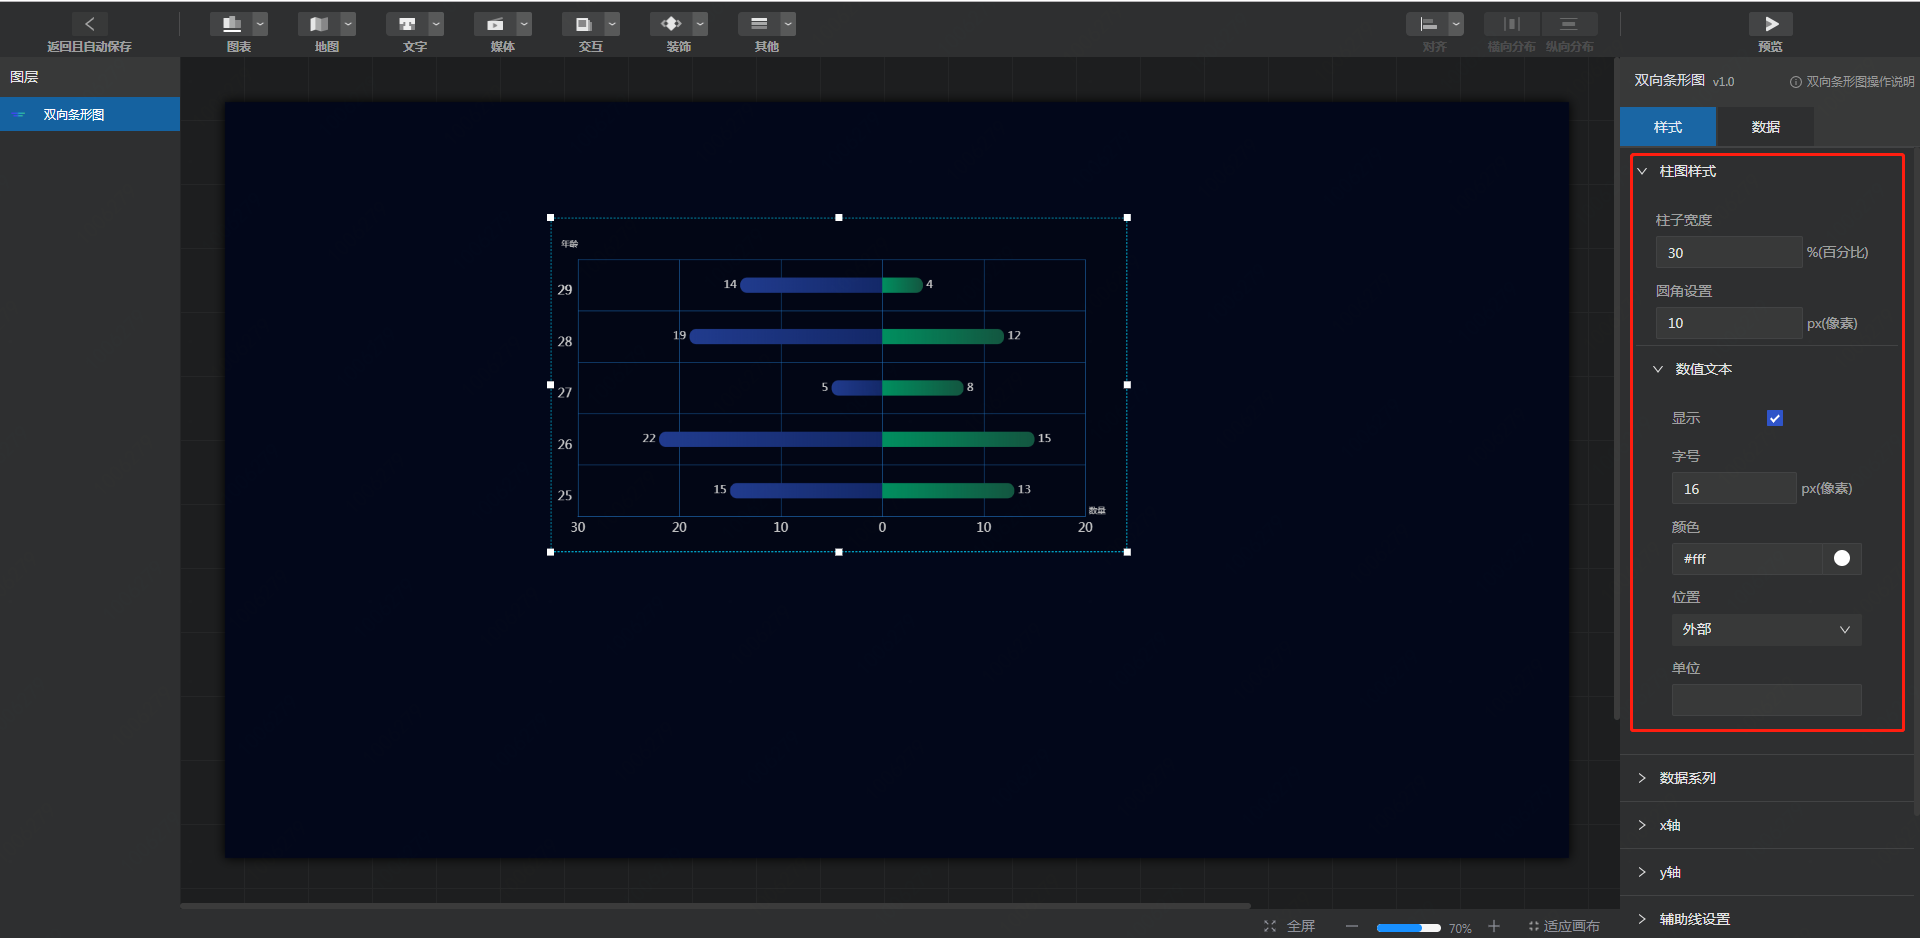 返回且自动保存
图表
地图
文字
媒体
交互
装饰
其他
对齐
横向分布
纵向分布
预览
图层
双向条形图
年龄
29
28
27
26
25
14
4
19
12
5
8
22
15
15
13
数量
30
20
10
0
10
20
双向条形图 v1.0
双向条形图操作说明
样式
数据
柱图样式
柱子宽度
30 %(百分比)
圆角设置
10 px(像素)
数值文本
显示
字号
16 px(像素)
颜色
#fff
位置
外部
单位
数据系列
x轴
y轴
辅助线设置
全屏
70%
适应画布